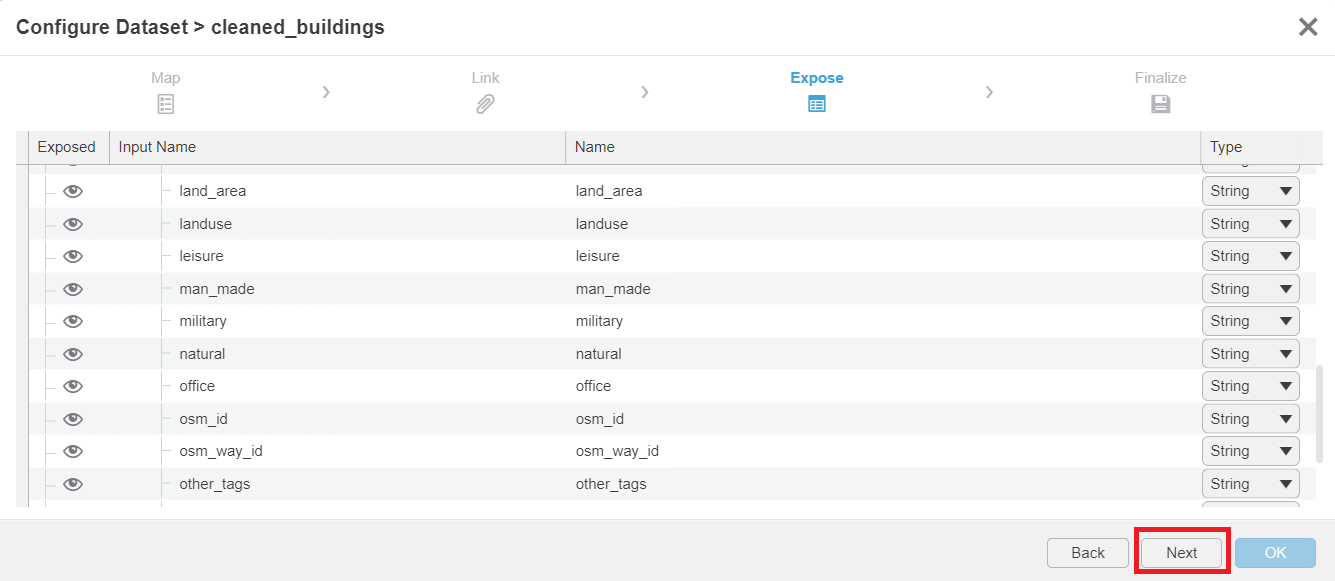 Configure Dataset > cleaned_buildings
Map > Link > Expose > Finalize
Exposed Input Name Name Type
land_area land_area String
landuse landuse String
leisure leisure String
man_made man_made String
military military String
natural natural String
office office String
osm_id osm_id String
osm_way_id osm_way_id String
other_tags other_tags String
Back Next OK